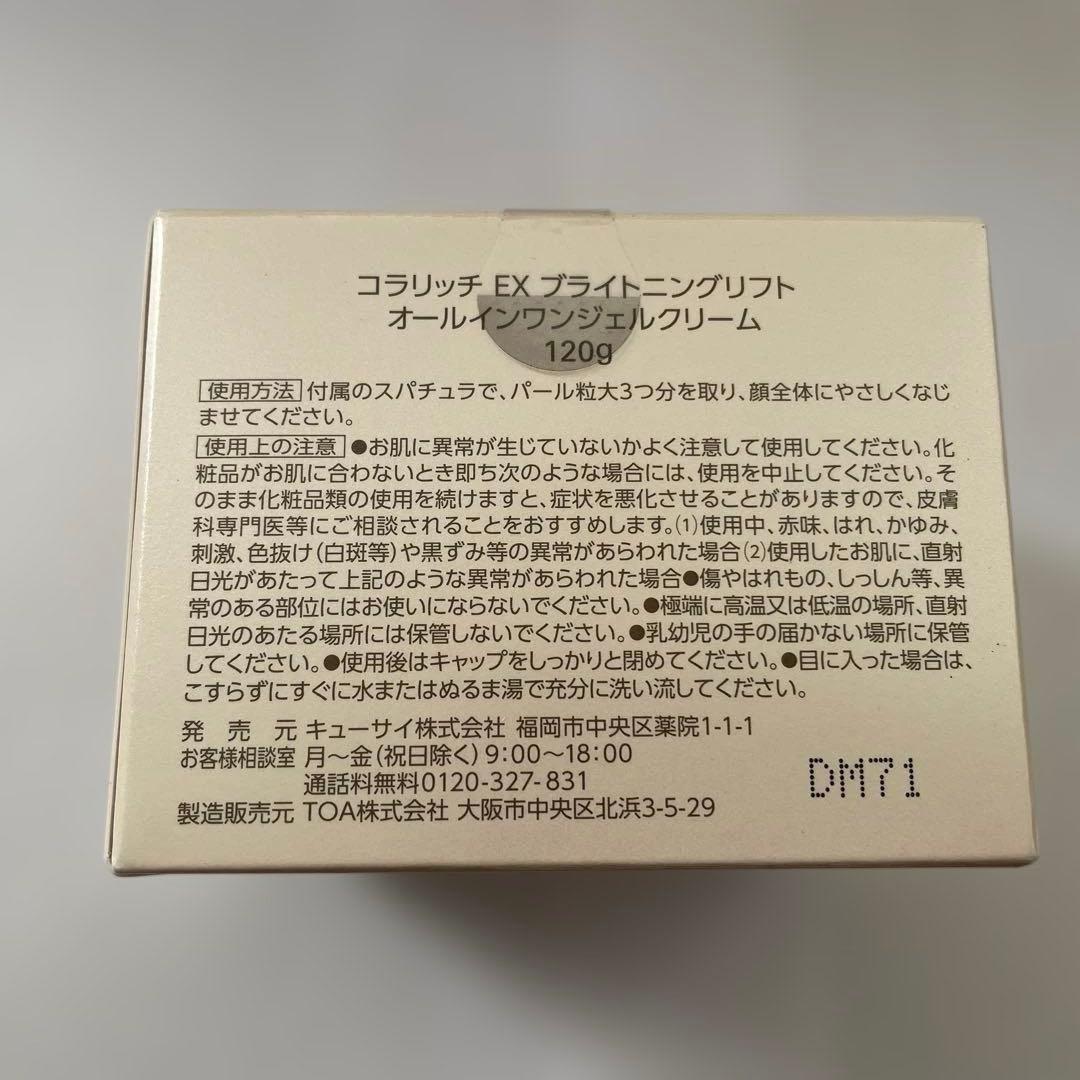 コラリッチ EX ブライトニングリフト
オールインワンジェルクリーム
120g
使用方法 付属のスパチュラで、パール粒大3つ分を取り、顔全体にやさしくなじ
ませてください。
使用上の注意 ●お肌に異常が生じていないかよく注意して使用してください。化
粧品がお肌に合わないとき即ち次のような場合には、使用を中止してください。そ
のまま化粧品類の使用を続けますと、症状を悪化させることがありますので、皮膚
科専門医等にご相談されることをおすすめします。(1)使用中、赤味、はれ、かゆみ、
刺激、色抜け(白斑等)や黒ずみ等の異常があらわれた場合(2)使用したお肌に、直射
日光があたって上記のような異常があらわれた場合●傷やはれもの、しっしん等、異
常のある部位にはお使いにならないでください。●極端に高温又は低温の場所、直射
日光のあたる場所には保管しないでください。●乳幼児の手の届かない場所に保管
してください。●使用後はキャップをしっかりと閉めてください。●目に入った場合は、
こすらずにすぐに水またはぬるま湯で充分に洗い流してください。
発売元 キューサイ株式会社 福岡市中央区薬院1-1-1
お客様相談室 月～金(祝日除く)9:00～18:00
通話料無料0120-327-831
製造販売元 TOA株式会社 大阪市中央区北浜3-5-29
DM71